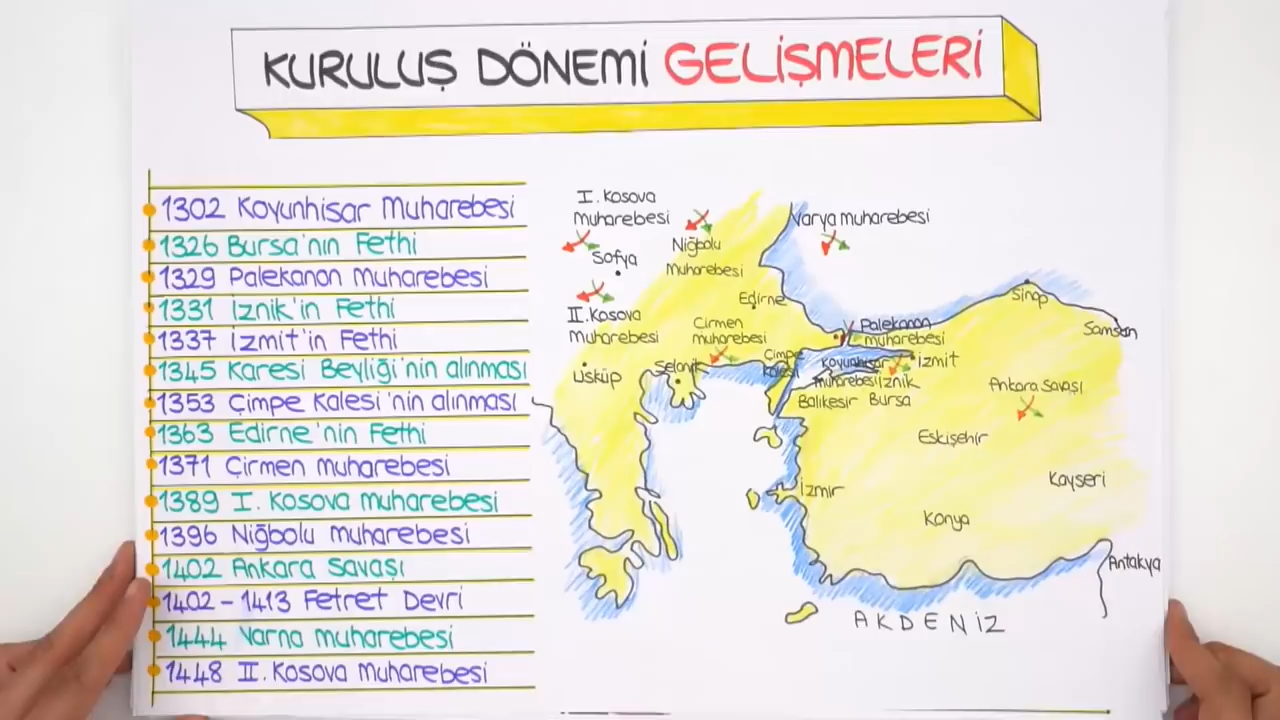 KURULUŞ DÖNEMİ GELİŞMELERİ
1302 Koyunhisar Muharebesi
1326 Bursa'nın Fethi
1329 Palekanon Muharebesi
1331 İznik'in Fethi
1337 İzmit'in Fethi
1345 Karesi Beyliği'nin alınması
1353 Çimpe Kalesi'nin alınması
1363 Edirne'nin Fethi
1371 Çirmen muharebesi
1389 I. Kosova muharebesi
1396 Niğbolu muharebesi
1402 Ankara Savaşı
1402-1413 Fetret Devri
1444 Varna muharebesi
1448 II. Kosova Muharebesi
I. Kosova
Muharebesi
Sofya
Niğbolu
Muharebesi
Varya muharebesi
II. Kosova
Muharebesi
Edirne
Çirmen
muharebesi
Üsküp
Selanik
Çimpe
kalesi
Palekanon
muharebesi
Koyunhisar
muharebesi
İzmit
İznik
Balıkesir
Bursa
Sinop
Samsun
Ankara Savaşı
Eskişehir
Kayseri
İzmir
Konya
Antakya
AKDENİZ